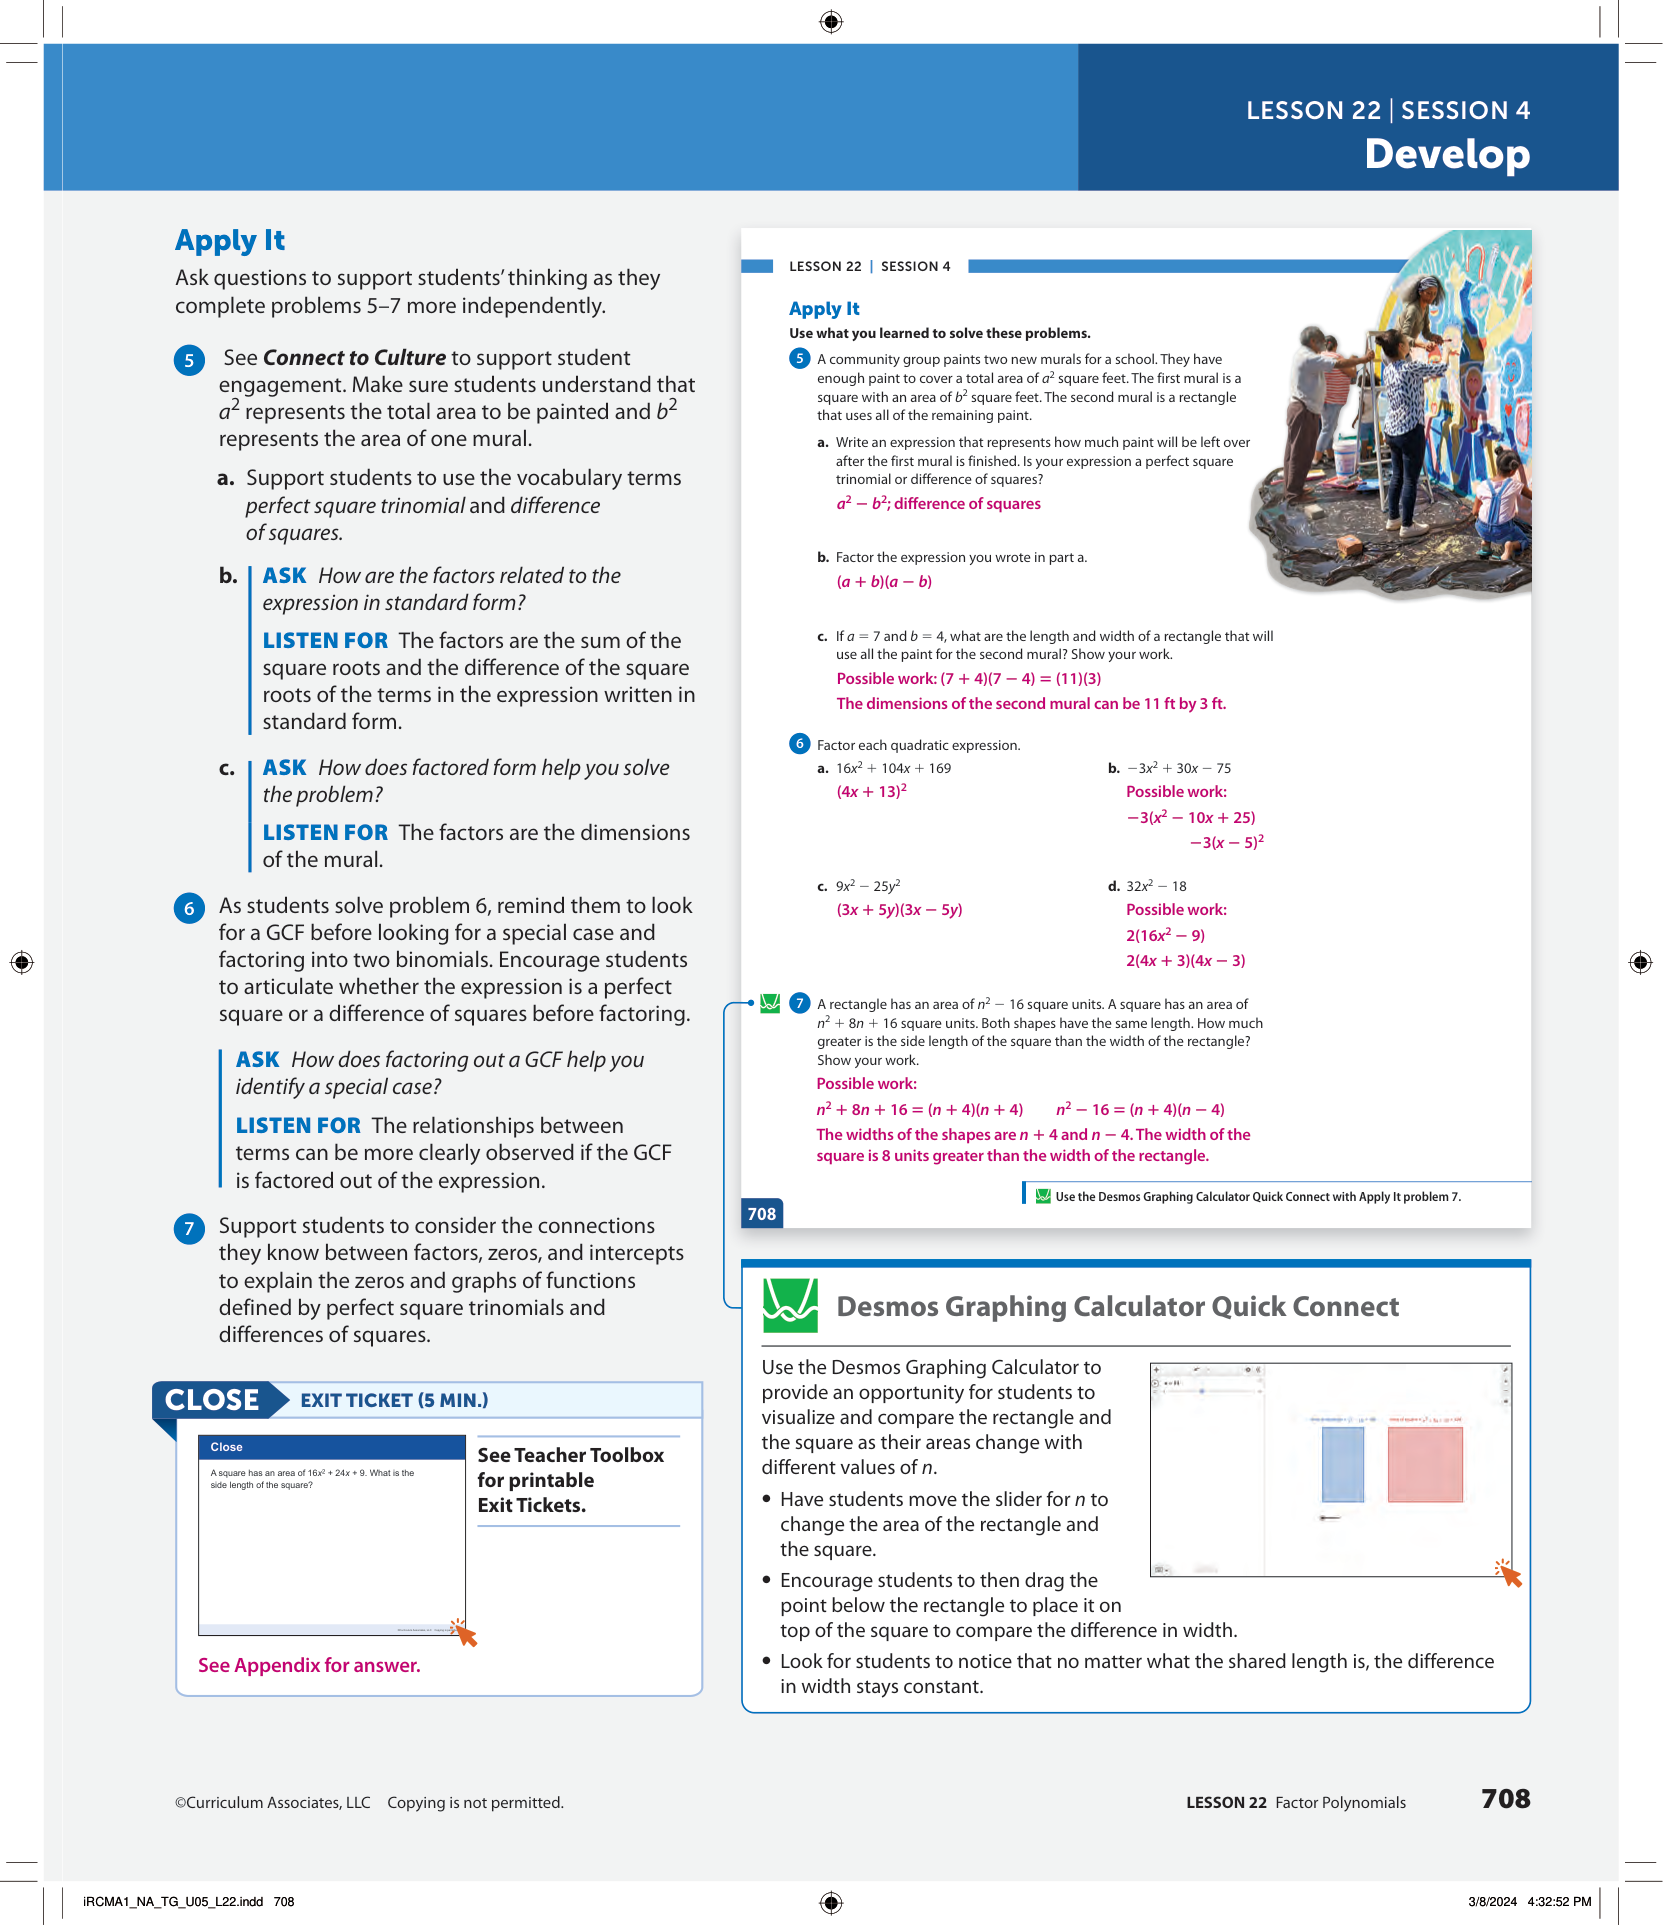 LESSON 22 | SESSION 4
Develop
Apply It
Ask questions to support students’ thinking as they
complete problems 5–7 more independently.
5 See Connect to Culture to support student
engagement. Make sure students understand that
a² represents the total area to be painted and b²
represents the area of one mural.
a. Support students to use the vocabulary terms
perfect square trinomial and difference
of squares.
b. ASK How are the factors related to the
expression in standard form?
LISTEN FOR The factors are the sum of the
square roots and the difference of the square
roots of the terms in the expression written in
standard form.
c. ASK How does factored form help you solve
the problem?
LISTEN FOR The factors are the dimensions
of the mural.
6 As students solve problem 6, remind them to look
for a GCF before looking for a special case and
factoring into two binomials. Encourage students
to articulate whether the expression is a perfect
square or a difference of squares before factoring.
ASK How does factoring out a GCF help you
identify a special case?
LISTEN FOR The relationships between
terms can be more clearly observed if the GCF
is factored out of the expression.
7 Support students to consider the connections
they know between factors, zeros, and intercepts
to explain the zeros and graphs of functions
defined by perfect square trinomials and
differences of squares.
CLOSE EXIT TICKET (5 MIN.)
Close
A square has an area of 16x² + 24x + 9. What is the
side length of the square?
See Teacher Toolbox
for printable
Exit Tickets.
See Appendix for answer.
LESSON 22 | SESSION 4
Apply It
Use what you learned to solve these problems.
5 A community group paints two new murals for a school. They have
enough paint to cover a total area of a² square feet. The first mural is a
square with an area of b² square feet. The second mural is a rectangle
that uses all of the remaining paint.
a. Write an expression that represents how much paint will be left over
after the first mural is finished. Is your expression a perfect square
trinomial or difference of squares?
a² − b²; difference of squares
b. Factor the expression you wrote in part a.
(a + b)(a − b)
c. If a = 7 and b = 4, what are the length and width of a rectangle that will
use all the paint for the second mural? Show your work.
Possible work: (7 + 4)(7 − 4) = (11)(3)
The dimensions of the second mural can be 11 ft by 3 ft.
6 Factor each quadratic expression.
a. 16x² + 104x + 169
(4x + 13)²
b. −3x² + 30x − 75
Possible work:
−3(x² − 10x + 25)
−3(x − 5)²
c. 9x² − 25y²
(3x + 5y)(3x − 5y)
d. 32x² − 18
Possible work:
2(16x² − 9)
2(4x + 3)(4x − 3)
7 A rectangle has an area of n² − 16 square units. A square has an area of
n² + 8n + 16 square units. Both shapes have the same length. How much
greater is the side length of the square than the width of the rectangle?
Show your work.
Possible work:
n² + 8n + 16 = (n + 4)(n + 4) n² − 16 = (n + 4)(n − 4)
The widths of the shapes are n + 4 and n − 4. The width of the
square is 8 units greater than the width of the rectangle.
Use the Desmos Graphing Calculator Quick Connect with Apply It problem 7.
708
Desmos Graphing Calculator Quick Connect
Use the Desmos Graphing Calculator to
provide an opportunity for students to
visualize and compare the rectangle and
the square as their areas change with
different values of n.
• Have students move the slider for n to
change the area of the rectangle and
the square.
• Encourage students to then drag the
point below the rectangle to place it on
top of the square to compare the difference in width.
• Look for students to notice that no matter what the shared length is, the difference
in width stays constant.
©Curriculum Associates, LLC Copying is not permitted.
LESSON 22 Factor Polynomials 708
iRCMA1_NA_TG_U05_L22.indd 708
3/8/2024 4:32:52 PM